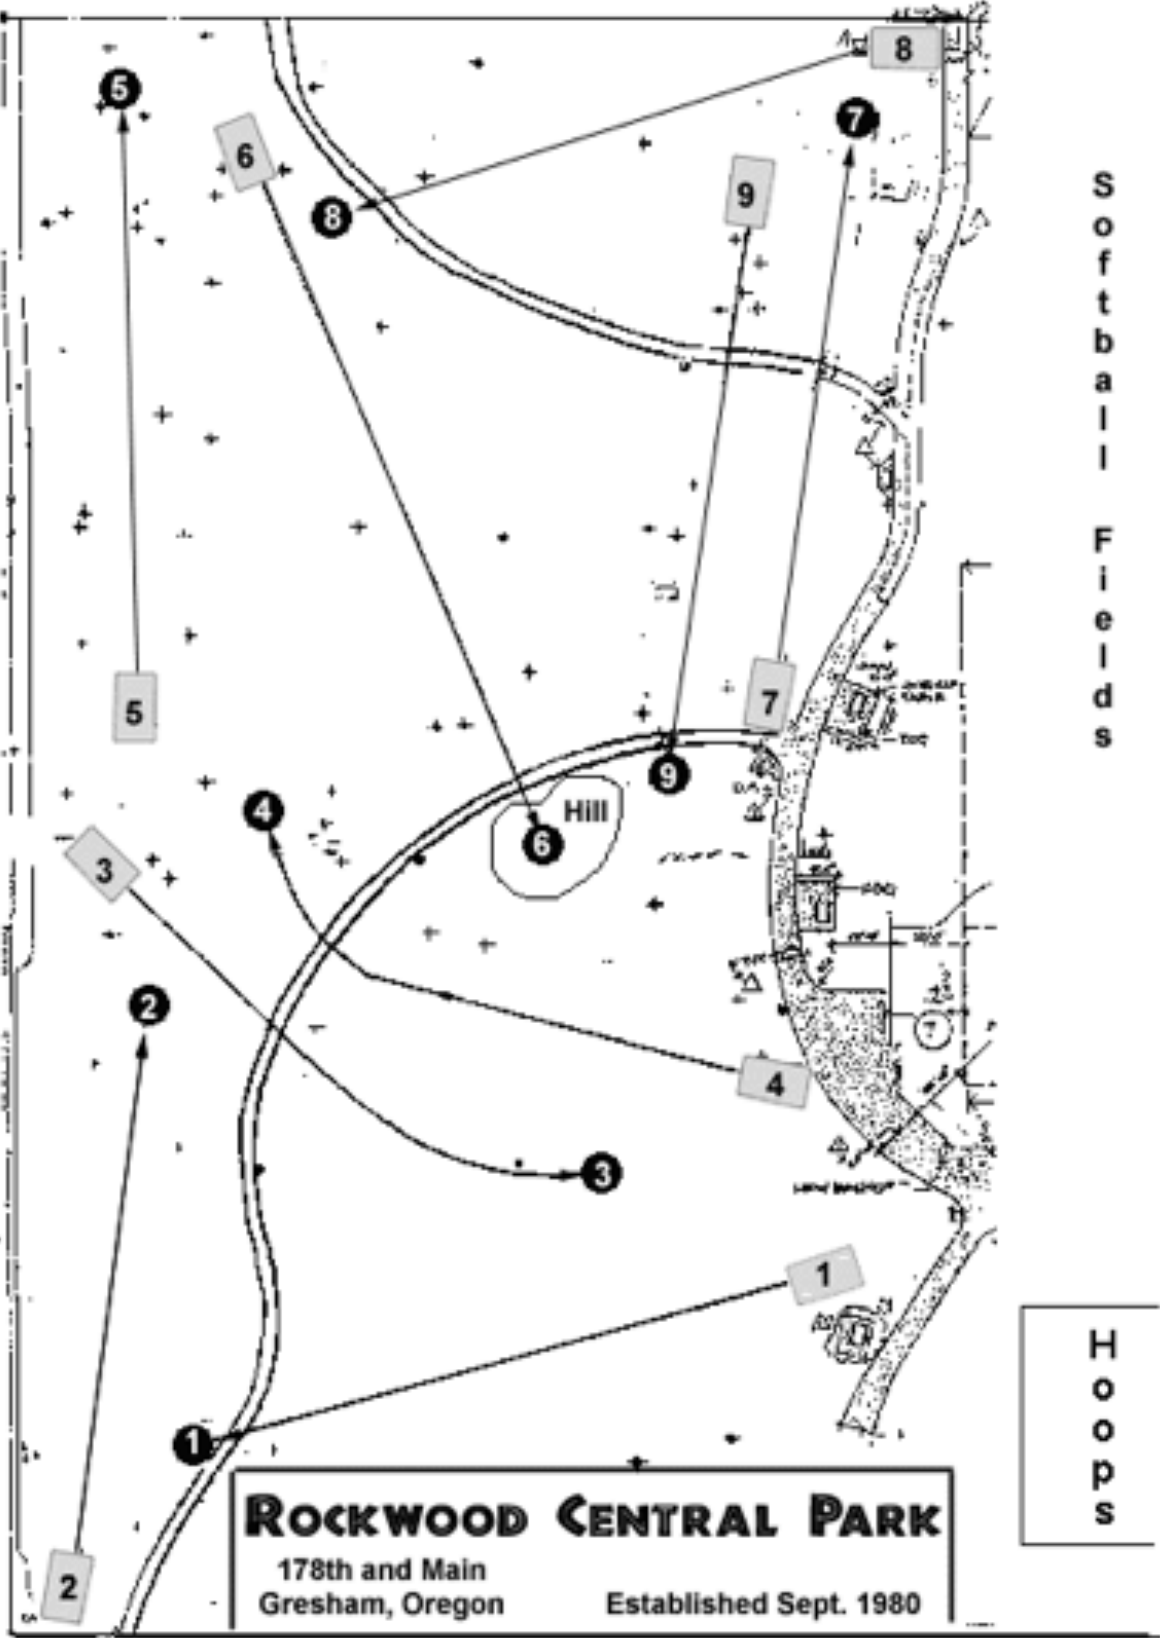 8
5
7
6
9
8
Softball Fields
7
5
9
4
Hill
6
3
2
4
3
1
Hoops
1
2
ROCKWOOD CENTRAL PARK
178th and Main
Gresham, Oregon
Established Sept. 1980